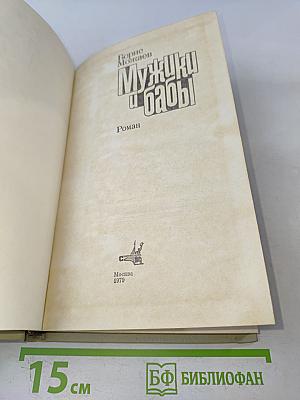 Борис
Можаев
Мужики
и бабы
Роман
Москва
1979
15 см
БФ БИБЛИОФАН